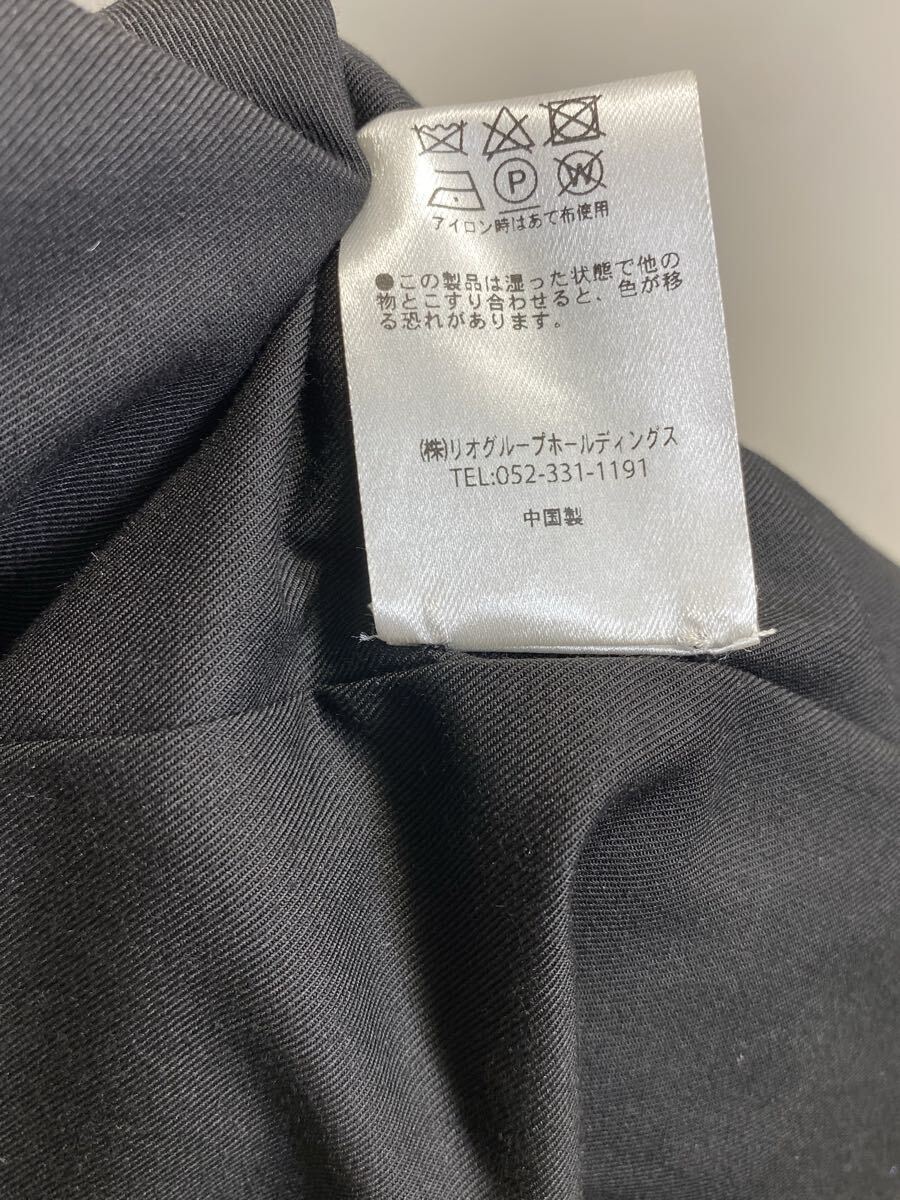 P W
アイロン時はあて布使用
●この製品は湿った状態で他の
物とこすり合わせると、色が移
る恐れがあります。
㈱リオグループホールディングス
TEL:052-331-1191
中国製